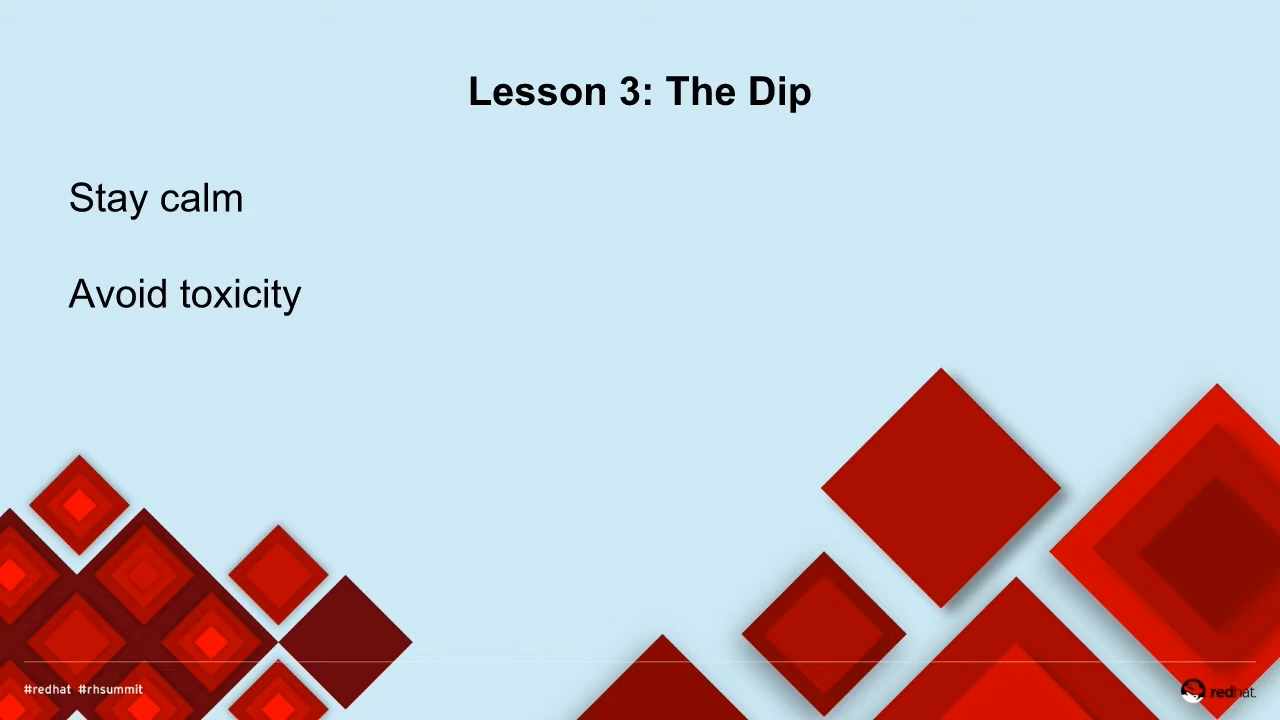 Lesson 3: The Dip
Stay calm
Avoid toxicity
#redhat #rhsummit
redhat.